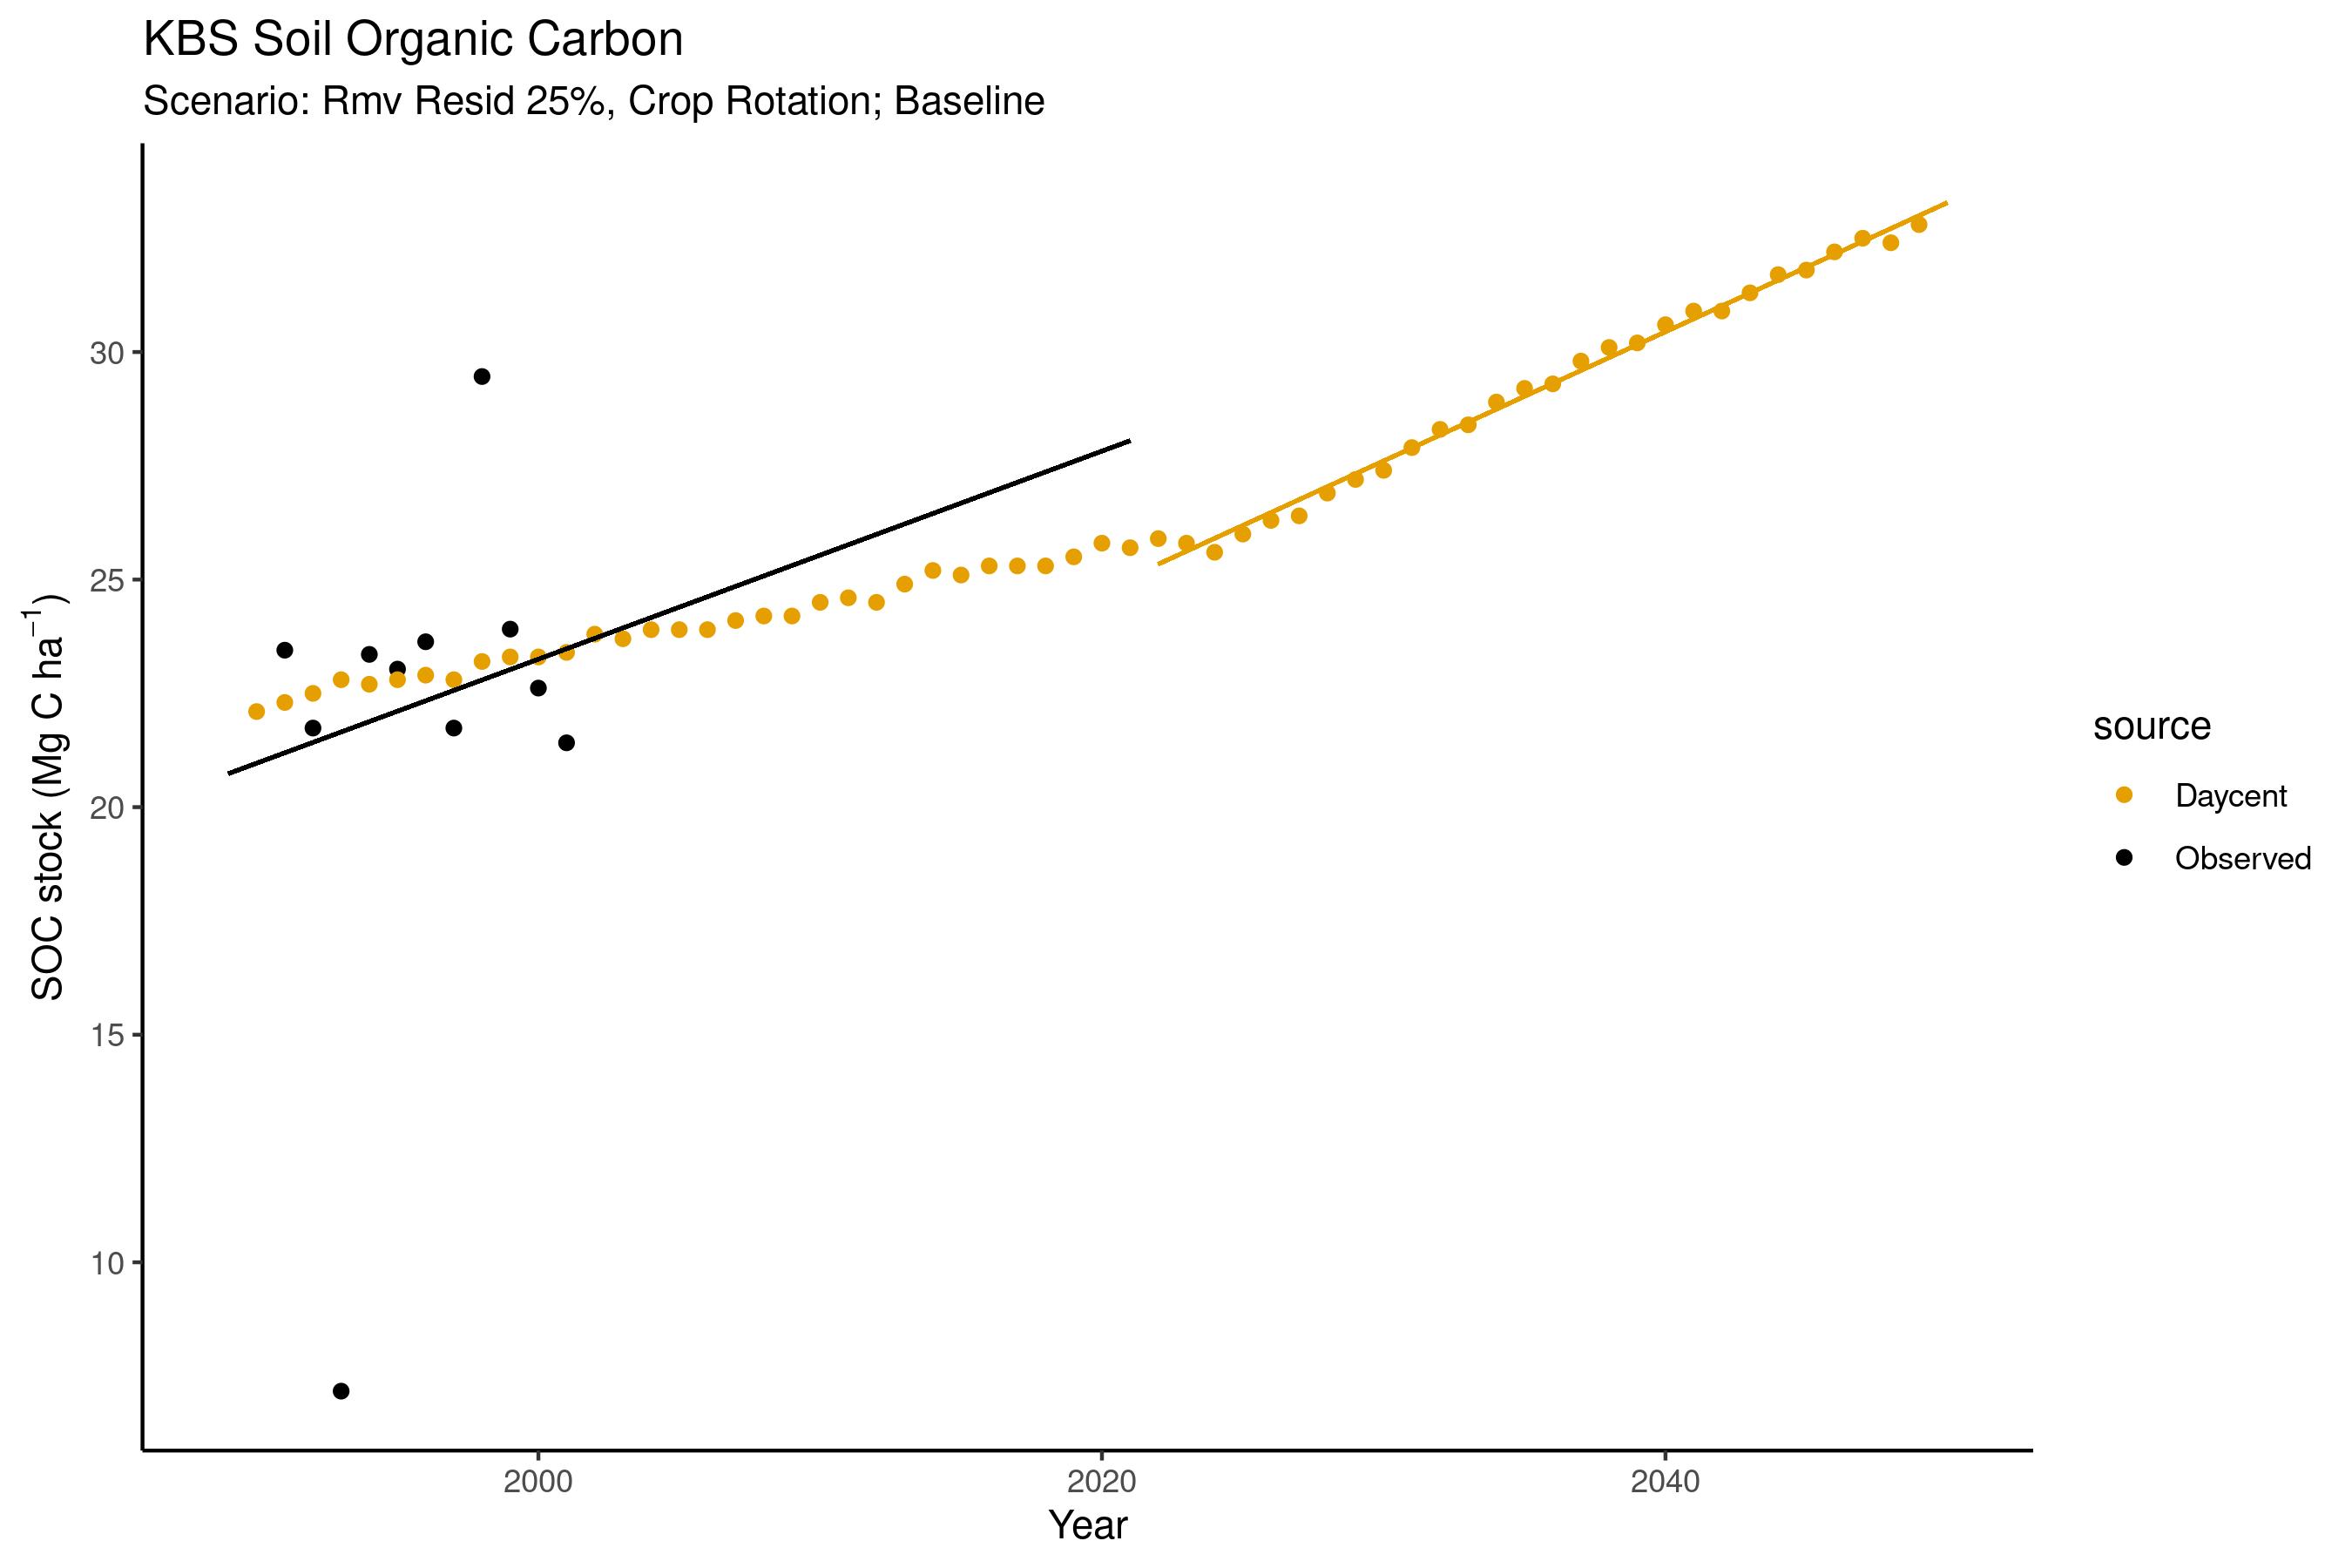 KBS Soil Organic Carbon
Scenario: Rmv Resid 25%, Crop Rotation; Baseline
SOC stock (Mg C ha⁻¹)
30
25
20
15
10
2000
2020
2040
Year
source
Daycent
Observed